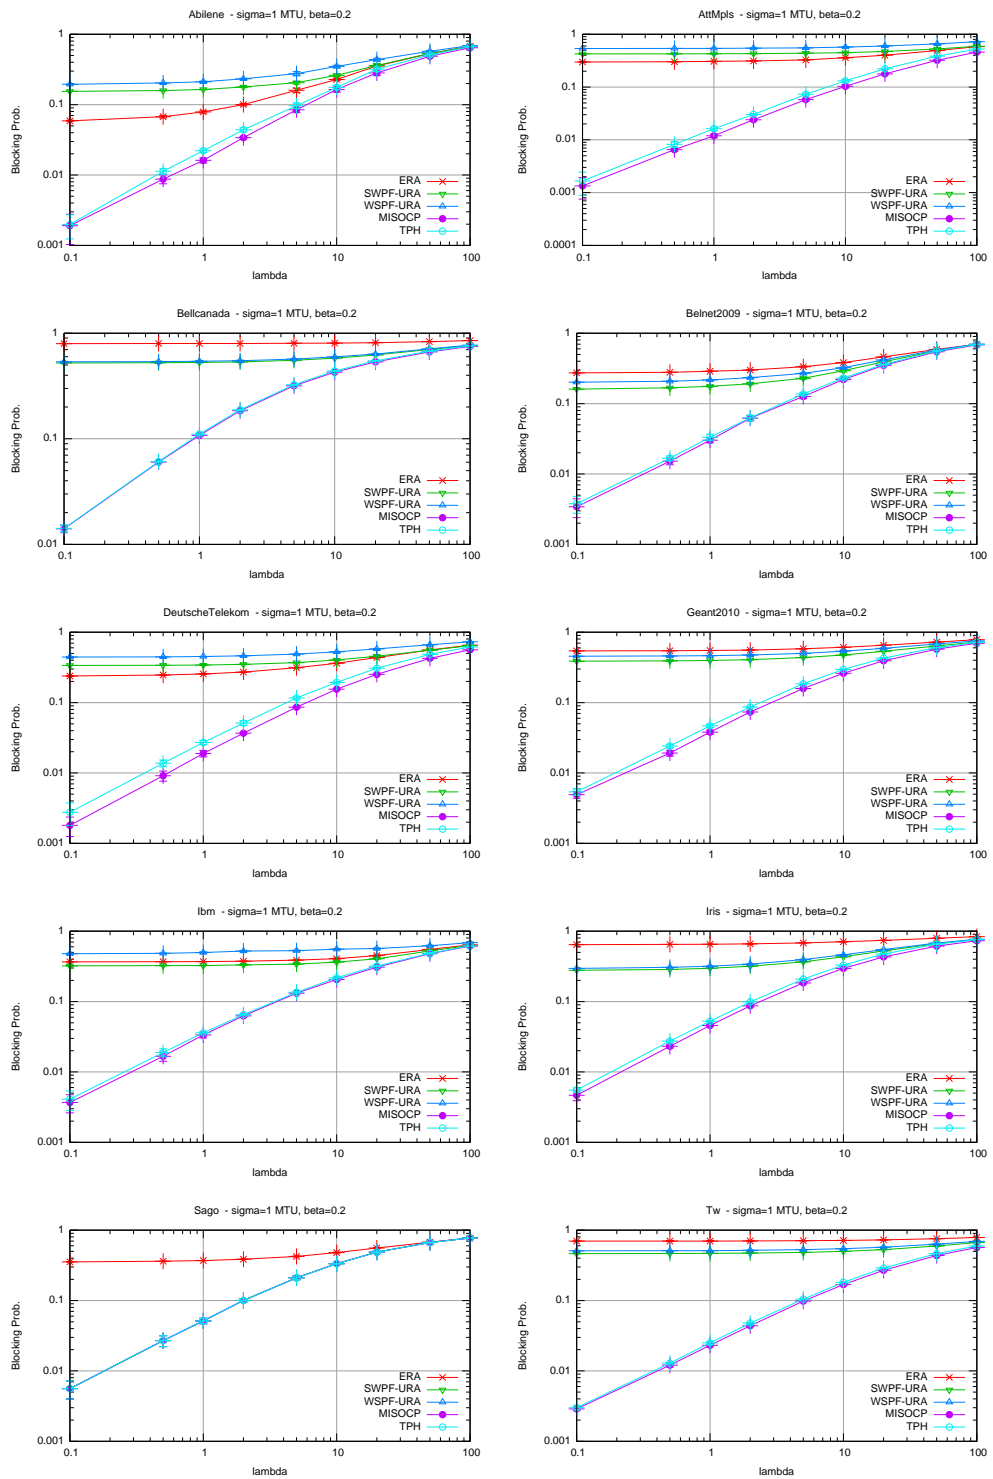 Abilene - sigma=1 MTU, beta=0.2
Blocking Prob.
1
0.1
0.01
0.001
ERA
SWPF-URA
WSPF-URA
MISOCP
TPH
0.1 1 10 100
lambda
AttMpls - sigma=1 MTU, beta=0.2
Blocking Prob.
1
0.1
0.01
0.001
0.0001
ERA
SWPF-URA
WSPF-URA
MISOCP
TPH
0.1 1 10 100
lambda
Bellcanada - sigma=1 MTU, beta=0.2
Blocking Prob.
1
0.1
0.01
ERA
SWPF-URA
WSPF-URA
MISOCP
TPH
0.1 1 10 100
lambda
Belnet2009 - sigma=1 MTU, beta=0.2
Blocking Prob.
1
0.1
0.01
0.001
ERA
SWPF-URA
WSPF-URA
MISOCP
TPH
0.1 1 10 100
lambda
DeutscheTelekom - sigma=1 MTU, beta=0.2
Blocking Prob.
1
0.1
0.01
0.001
ERA
SWPF-URA
WSPF-URA
MISOCP
TPH
0.1 1 10 100
lambda
Geant2010 - sigma=1 MTU, beta=0.2
Blocking Prob.
1
0.1
0.01
0.001
ERA
SWPF-URA
WSPF-URA
MISOCP
TPH
0.1 1 10 100
lambda
Ibm - sigma=1 MTU, beta=0.2
Blocking Prob.
1
0.1
0.01
0.001
ERA
SWPF-URA
WSPF-URA
MISOCP
TPH
0.1 1 10 100
lambda
Iris - sigma=1 MTU, beta=0.2
Blocking Prob.
1
0.1
0.01
0.001
ERA
SWPF-URA
WSPF-URA
MISOCP
TPH
0.1 1 10 100
lambda
Sago - sigma=1 MTU, beta=0.2
Blocking Prob.
1
0.1
0.01
0.001
ERA
SWPF-URA
WSPF-URA
MISOCP
TPH
0.1 1 10 100
lambda
Tw - sigma=1 MTU, beta=0.2
Blocking Prob.
1
0.1
0.01
0.001
ERA
SWPF-URA
WSPF-URA
MISOCP
TPH
0.1 1 10 100
lambda